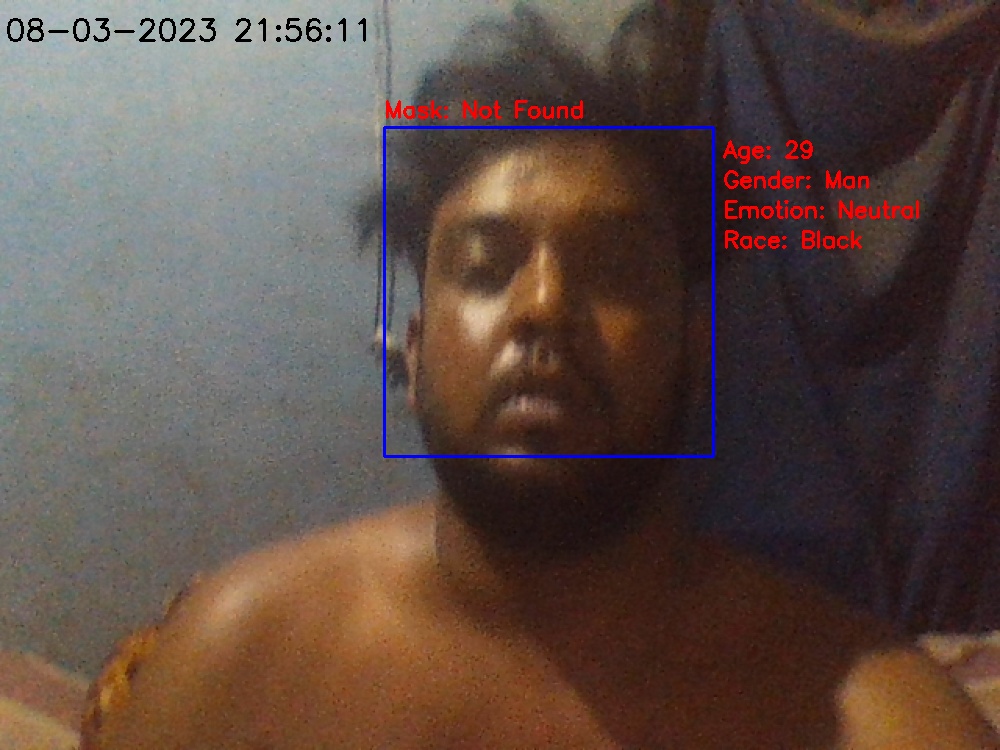 08-03-2023 21:56:11
Mask: Not Found
Age: 29
Gender: Man
Emotion: Neutral
Race: Black